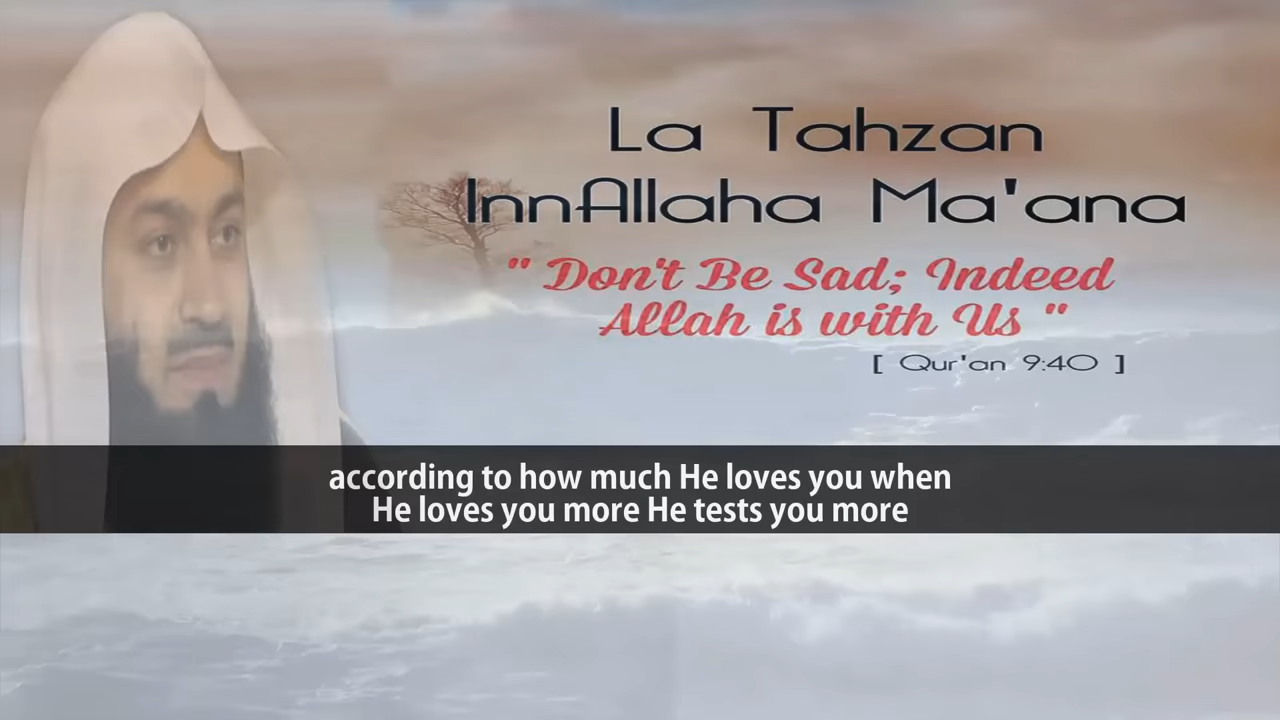 La Tahzan
InnAllaha Ma'ana
" Don't Be Sad; Indeed
Allah is with Us "
[ Qur'an 9:40 ]
according to how much He loves you when
He loves you more He tests you more